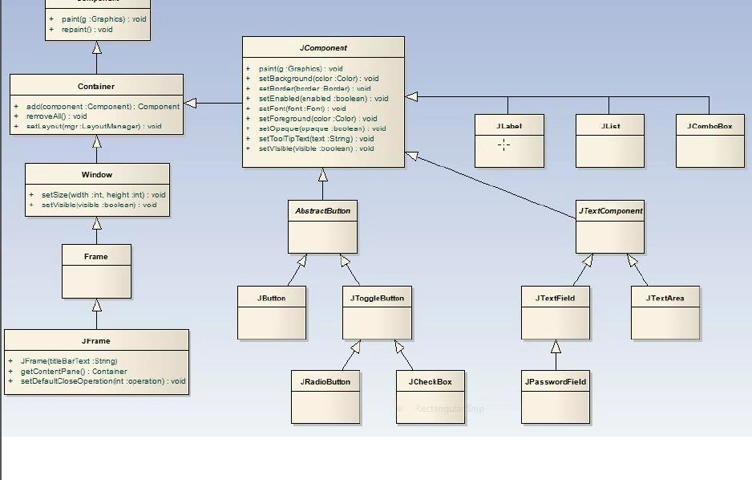 Component
+ paint(g :Graphics) : void
+ repaint() : void
Container
+ add(component :Component) : Component
+ removeAll() : void
+ setLayout(mgr :LayoutManager) : void
Window
+ setSize(width :int, height :int) : void
+ setVisible(visible :boolean) : void
Frame
JFrame
+ JFrame(titleBarText :String)
+ getContentPane() : Container
+ setDefaultCloseOperation(int :operation) : void
JComponent
+ paint(g :Graphics) : void
+ setBackground(color :Color) : void
+ setBorder(border :Border) : void
+ setEnabled(enabled :boolean) : void
+ setFont(font :Font) : void
+ setForeground(color :Color) : void
+ setOpaque(opaque :boolean) : void
+ setToolTipText(text :String) : void
+ setVisible(visible :boolean) : void
JLabel
JList
JComboBox
AbstractButton
JTextComponent
JButton
JToggleButton
JTextField
JTextArea
JRadioButton
JCheckBox
JPasswordField